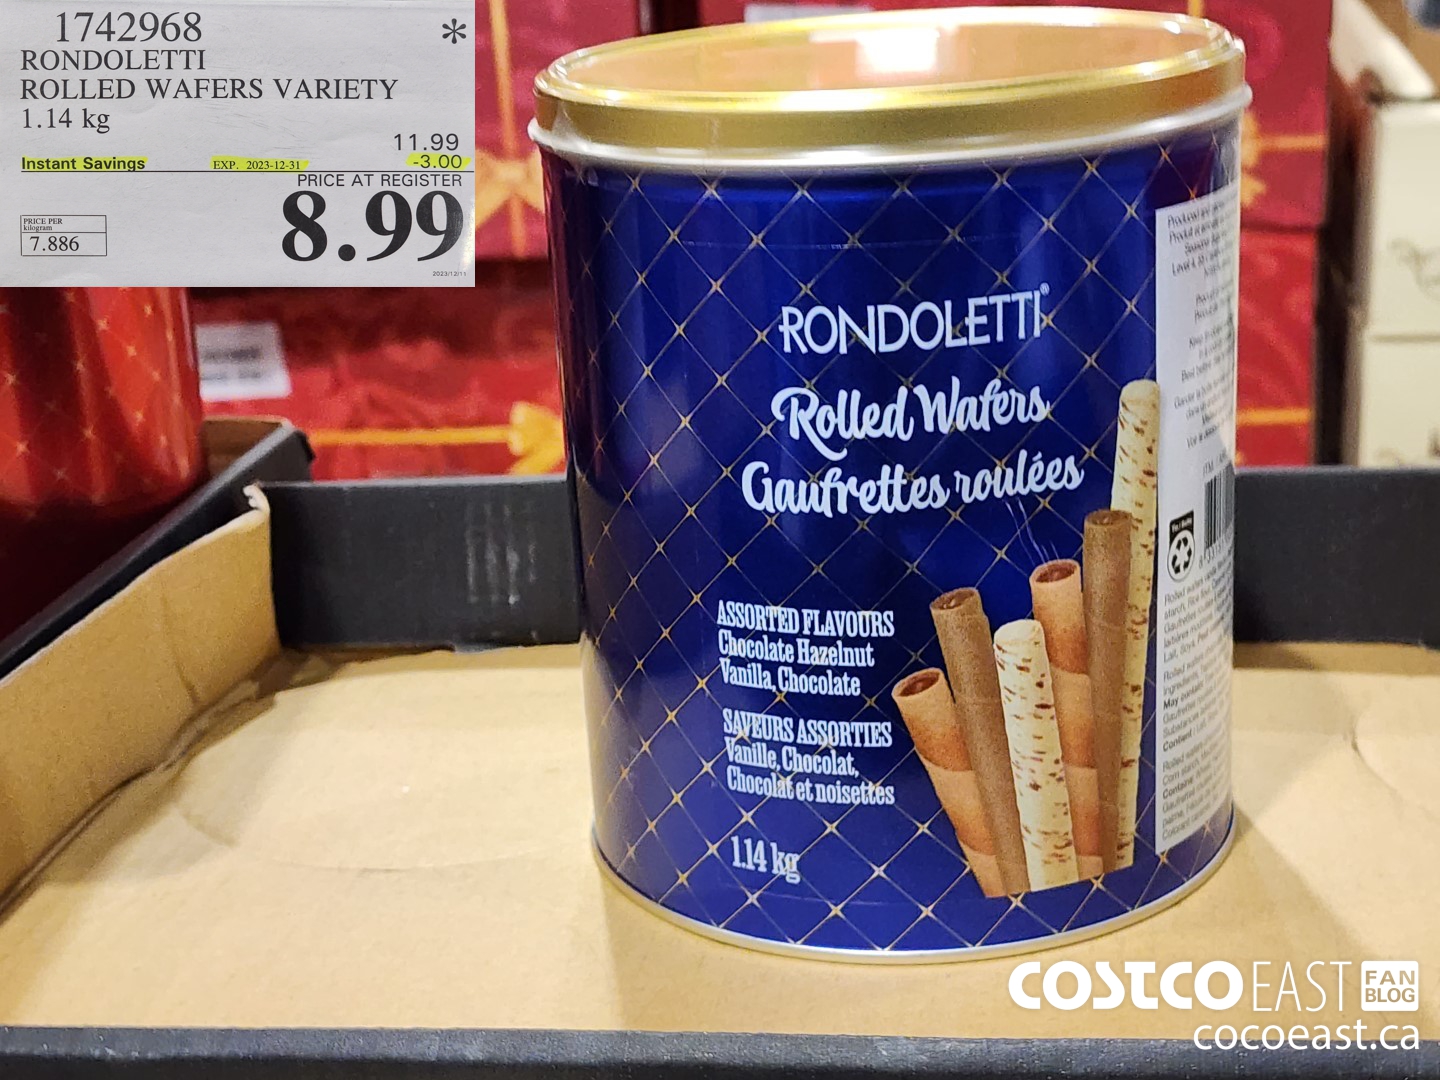 1742968 *
RONDOLETTI
ROLLED WAFERS VARIETY
1.14 kg
11.99
Instant Savings EXP. 2023-12-31 -3.00
PRICE AT REGISTER
8.99
PRICE PER
kilogram
7.886
2023/12/11
RONDOLETTI®
Rolled Wafers
Gaufrettes roulées
ASSORTED FLAVOURS
Chocolate Hazelnut
Vanilla, Chocolate
SAVEURS ASSORTIES
Vanille, Chocolat,
Chocolat et noisettes
1.14 kg
COSTCO EAST FAN
BLOG
cocoeast.ca